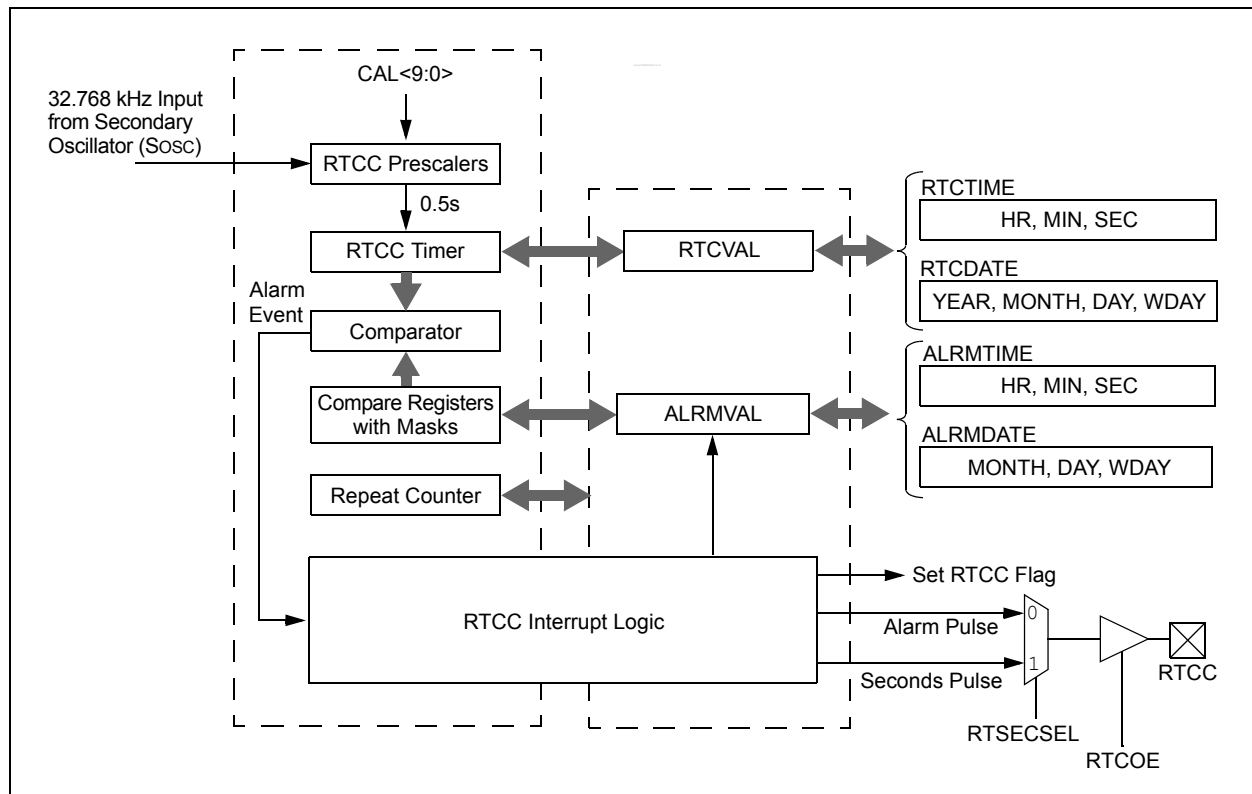 CAL<9:0>
32.768 kHz Input
from Secondary
Oscillator (SOSC)
RTCC Prescalers
0.5s
RTCC Timer
RTCVAL
RTCTIME
HR, MIN, SEC
RTCDATE
YEAR, MONTH, DAY, WDAY
Alarm
Event
Comparator
Compare Registers
with Masks
ALRMVAL
ALRMTIME
HR, MIN, SEC
ALRMDATE
MONTH, DAY, WDAY
Repeat Counter
RTCC Interrupt Logic
Set RTCC Flag
Alarm Pulse
0
Seconds Pulse
1
RTCC
RTSECSEL
RTCOE